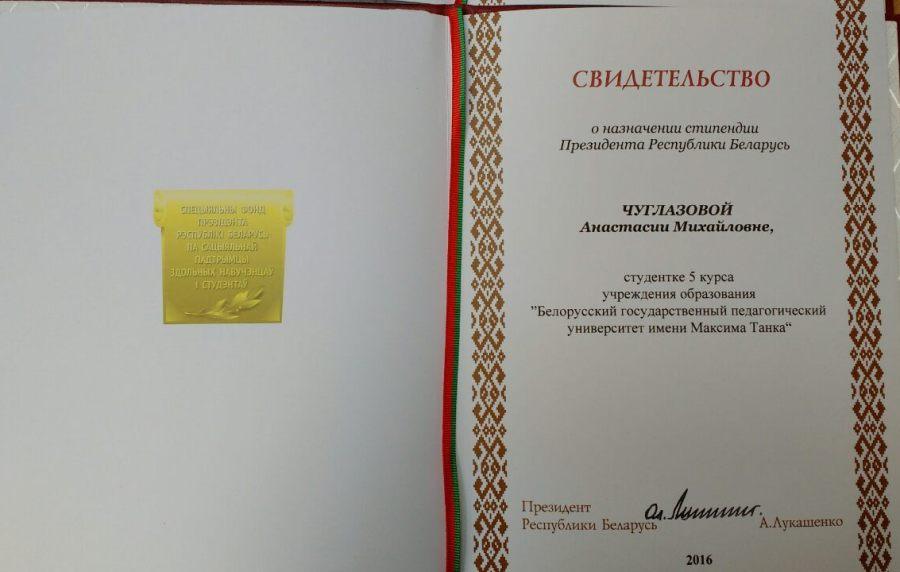 СПЕЦЫЯЛЬНЫ ФОНД
ПРЭЗІДЭНТА
РЭСПУБЛІКІ БЕЛАРУСЬ
ПА САЦЫЯЛЬНАЙ
ПАДТРЫМЦЫ
ЗДОЛЬНЫХ НАВУЧЭНЦАЎ
І СТУДЭНТАЎ
СВИДЕТЕЛЬСТВО
о назначении стипендии
Президента Республики Беларусь
ЧУГЛАЗОВОЙ
Анастасии Михайловне,
студентке 5 курса
учреждения образования
"Белорусский государственный педагогический
университет имени Максима Танка“
Президент
Республики Беларусь
А.Лукашенко
2016